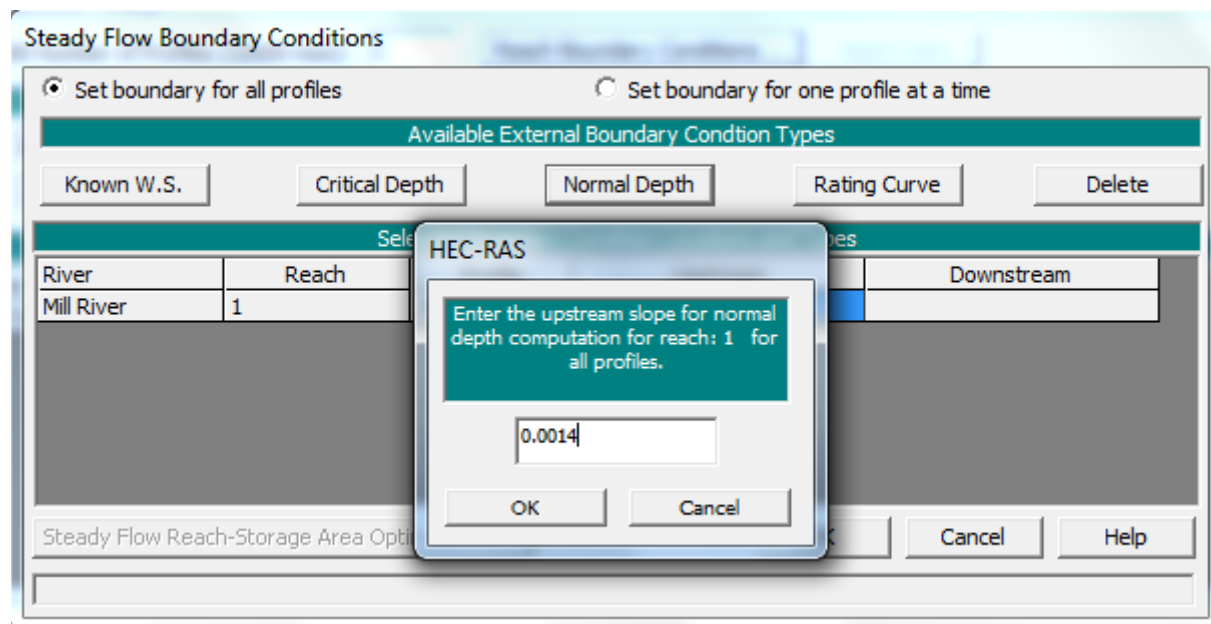 Steady Flow Boundary Conditions
Set boundary for all profiles Set boundary for one profile at a time
Available External Boundary Condtion Types
Known W.S. Critical Depth Normal Depth Rating Curve Delete
HEC-RAS
River Reach Downstream
Mill River 1
Enter the upstream slope for normal
depth computation for reach: 1 for
all profiles.
0.0014
OK Cancel
Steady Flow Reach-Storage Area Cancel Help